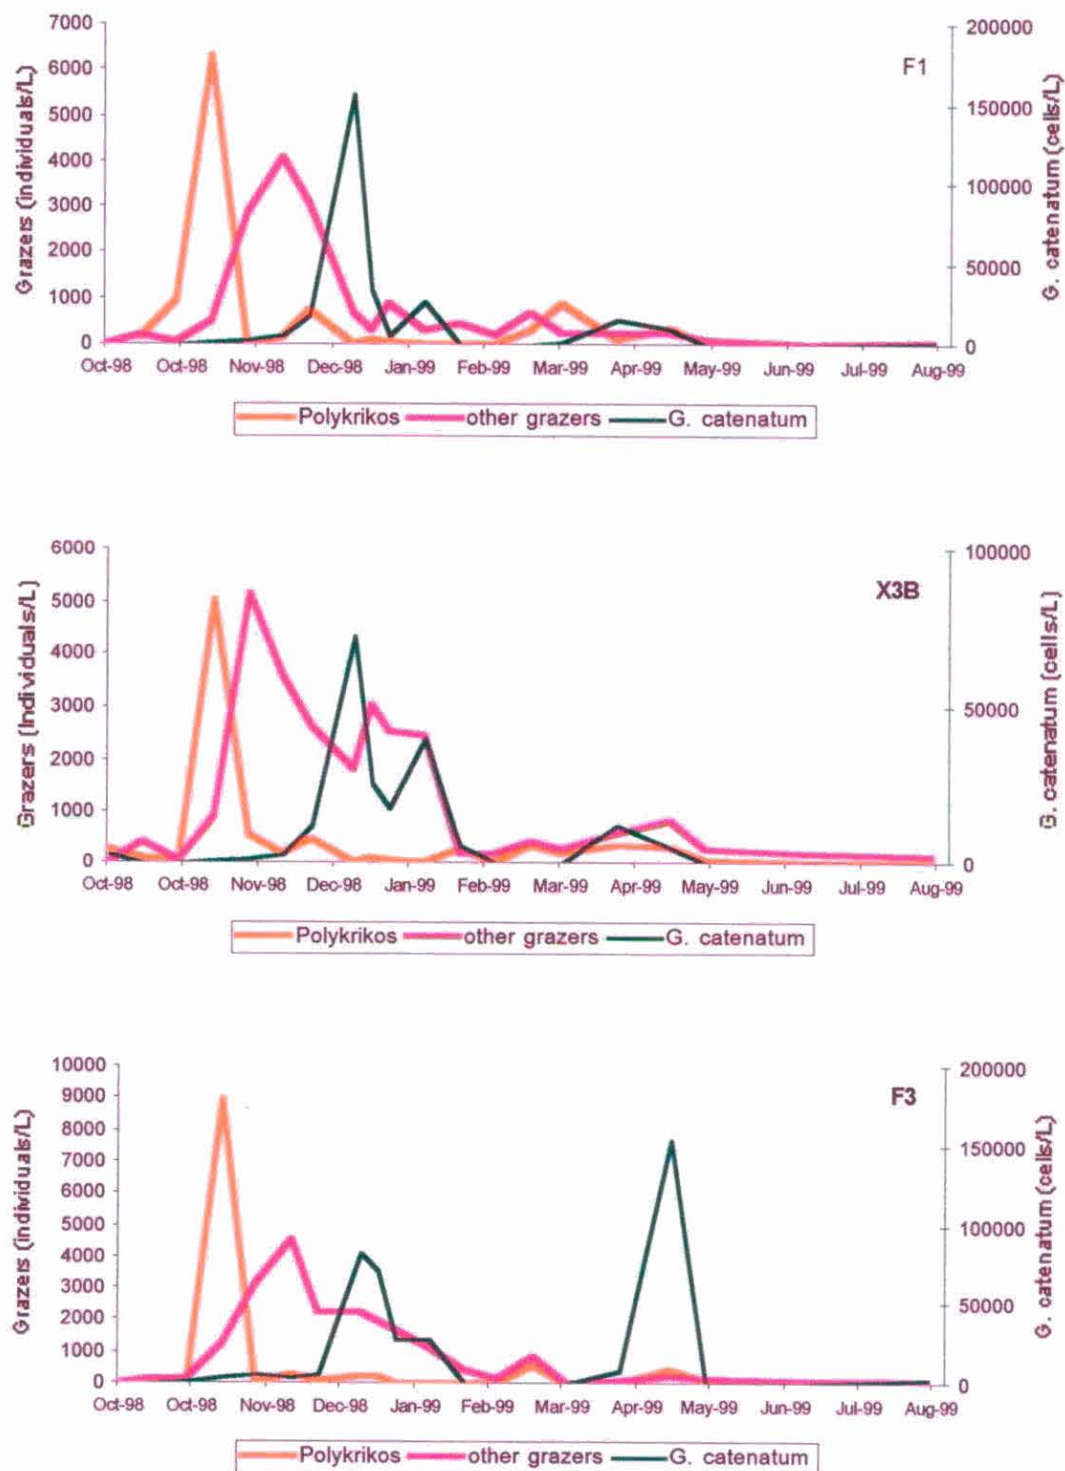 7000
6000
5000
4000
3000
2000
1000
0
Grazers (individuals/L)
200000
150000
100000
50000
0
G. catenatum (cells/L)
F1
Oct-98 Oct-98 Nov-98 Dec-98 Jan-99 Feb-99 Mar-99 Apr-99 May-99 Jun-99 Jul-99 Aug-99
Polykrikos other grazers G. catenatum
6000
5000
4000
3000
2000
1000
0
Grazers (Individuals/L)
100000
50000
0
G. catenatum (cells/L)
X3B
Oct-98 Oct-98 Nov-98 Dec-98 Jan-99 Feb-99 Mar-99 Apr-99 May-99 Jun-99 Jul-99 Aug-99
Polykrikos other grazers G. catenatum
10000
9000
8000
7000
6000
5000
4000
3000
2000
1000
0
Grazers (individuals/L)
200000
150000
100000
50000
0
G. catenatum (cells/L)
F3
Oct-98 Oct-98 Nov-98 Dec-98 Jan-99 Feb-99 Mar-99 Apr-99 May-99 Jun-99 Jul-99 Aug-99
Polykrikos other grazers G. catenatum